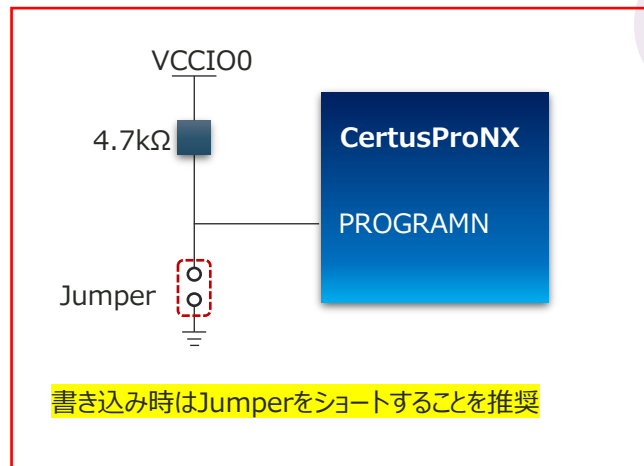 VCCIO0
4.7kΩ
CertusProNX
PROGRAMN
Jumper
書き込み時はJumperをショートすることを推奨